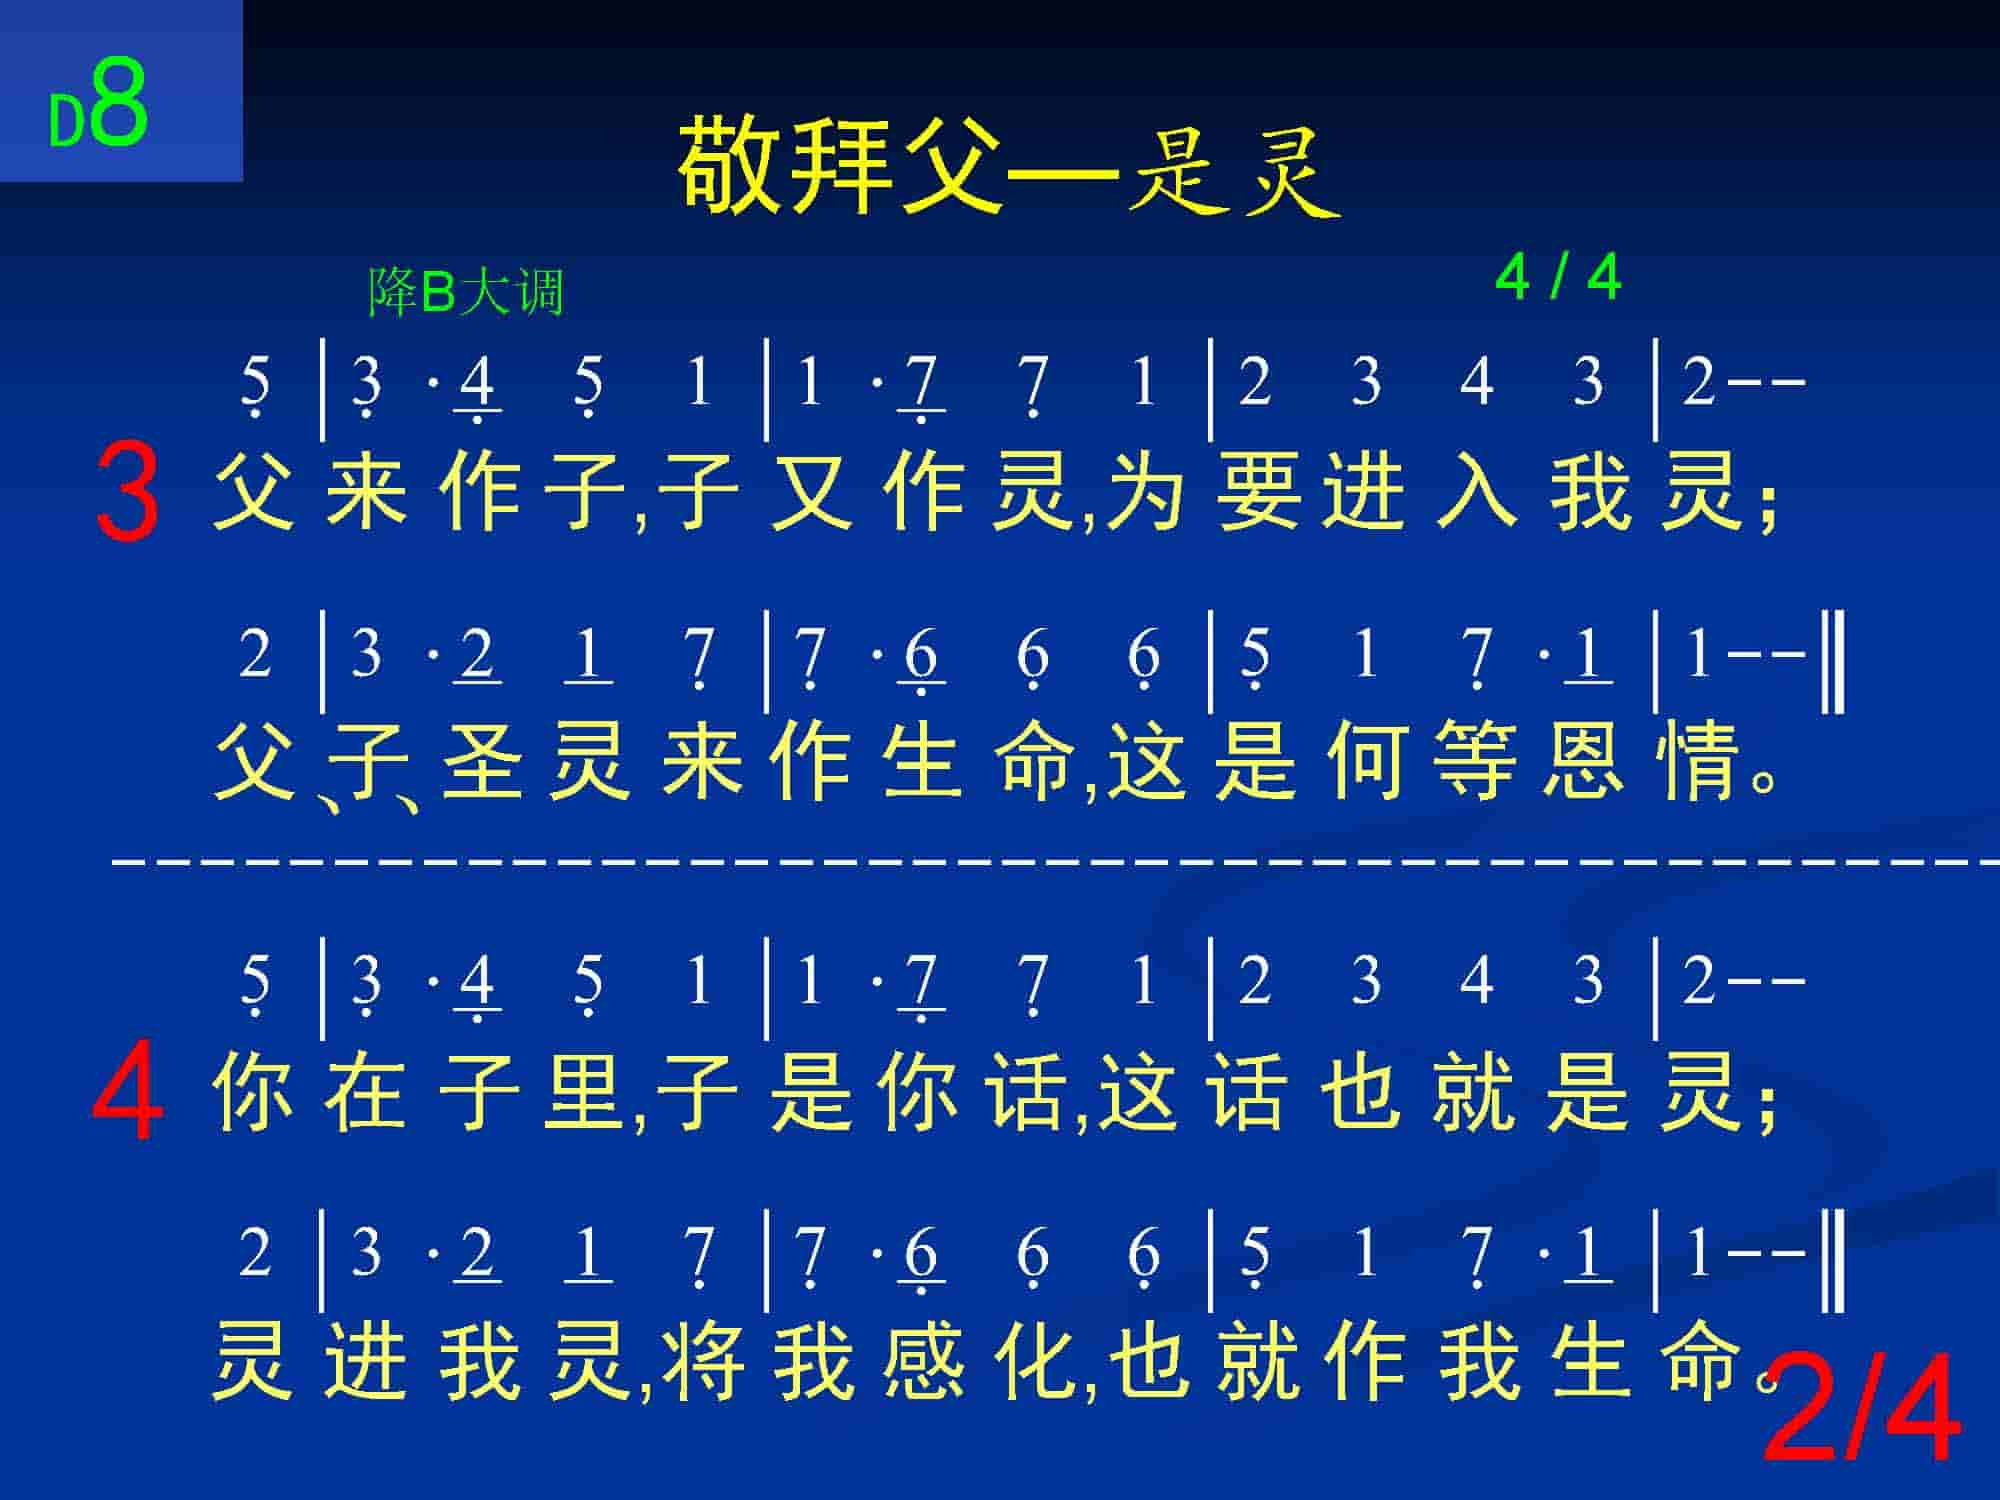 D8
敬拜父—是灵
降B大调 4 / 4
5̣ | 3̣ · 4̣ 5̣ 1 | 1 · 7̣ 7̣ 1 | 2 3 4 3 | 2--
3 父来作子,子又作灵,为要进入我灵；
2 | 3 · 2 1 7̣ | 7̣ · 6̣ 6̣ 6̣ | 5̣ 1 7̣ · 1 | 1--‖
父、子、圣灵来作生命,这是何等恩情。
5̣ | 3̣ · 4̣ 5̣ 1 | 1 · 7̣ 7̣ 1 | 2 3 4 3 | 2--
4 你在子里,子是你话,这话也就是灵；
2 | 3 · 2 1 7̣ | 7̣ · 6̣ 6̣ 6̣ | 5̣ 1 7̣ · 1 | 1--‖
灵进我灵,将我感化,也就作我生命。
2/4